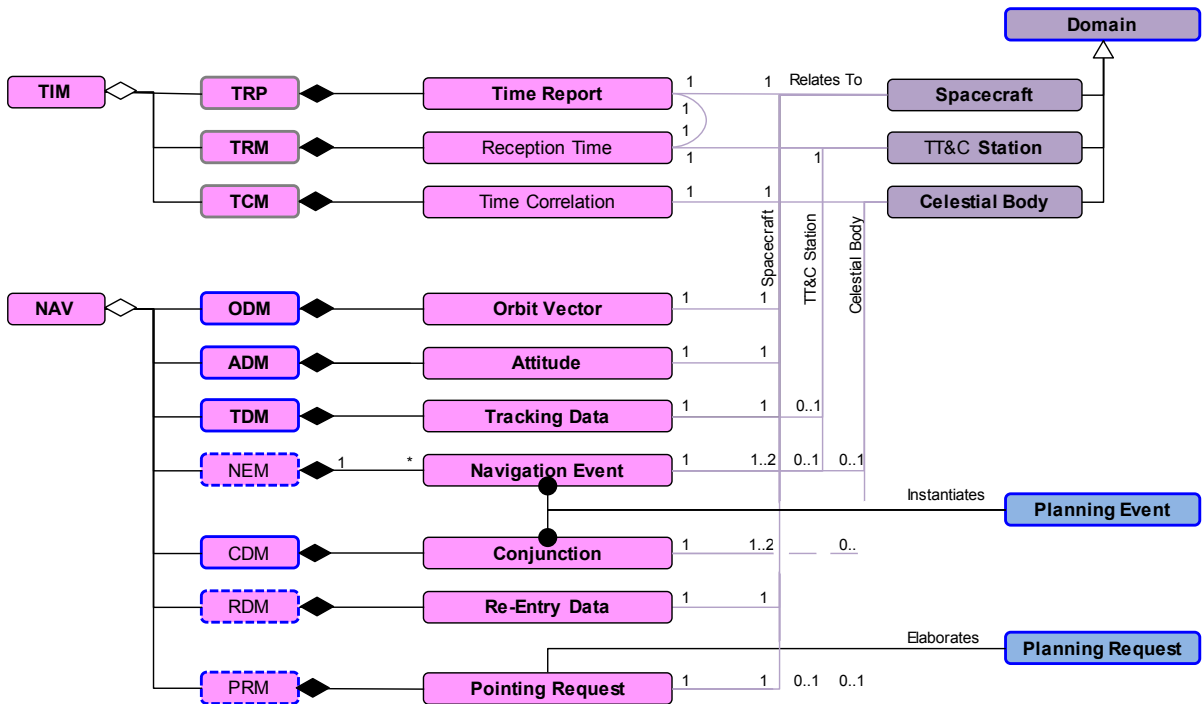 Domain
TIM
TRP
Time Report
1
1
Relates To
Spacecraft
1
1
TRM
Reception Time
1
1
TT&C Station
TCM
Time Correlation
1
1
Celestial Body
Spacecraft
TT&C Station
Celestial Body
NAV
ODM
Orbit Vector
1
1
ADM
Attitude
1
1
TDM
Tracking Data
1
1
0..1
NEM
1
*
Navigation Event
1
1..2
0..1
0..1
Instantiates
Planning Event
CDM
Conjunction
1
1..2
0..
RDM
Re-Entry Data
1
1
Elaborates
Planning Request
PRM
Pointing Request
1
1
0..1
0..1